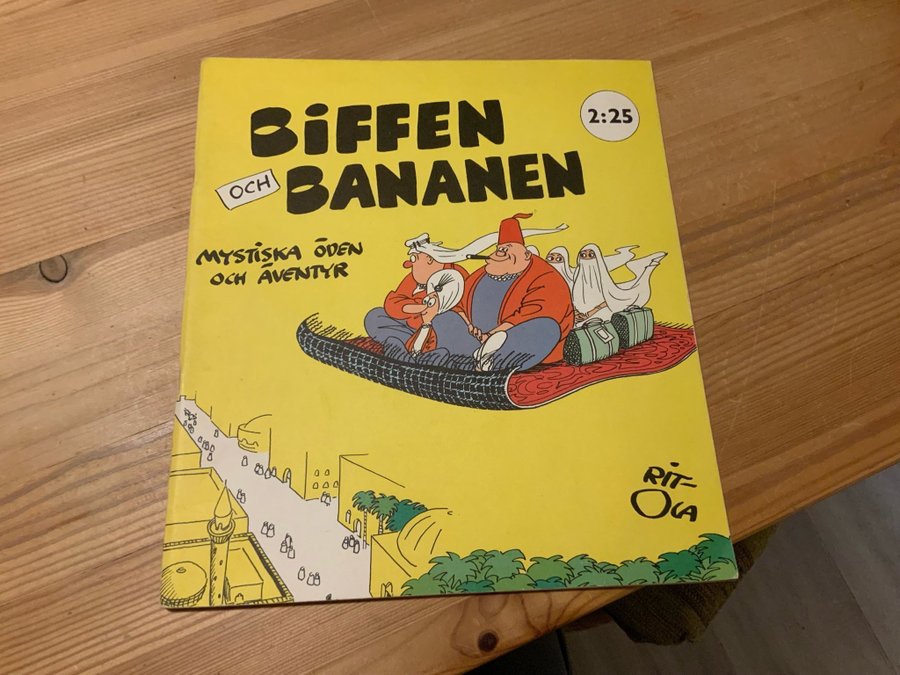 BiFFEN
2:25
OCH BANANEN
MYSTISKA ÖDEN
OCH ÄVENTYR
RIT-
OLA